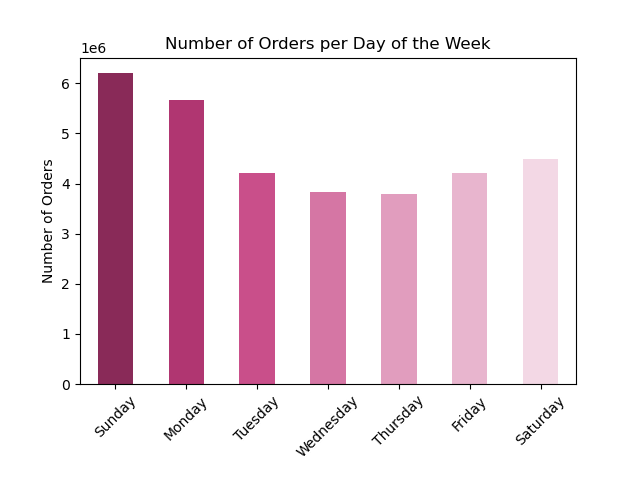 Number of Orders per Day of the Week
1e6
Number of Orders
6
5
4
3
2
1
0
Sunday
Monday
Tuesday
Wednesday
Thursday
Friday
Saturday